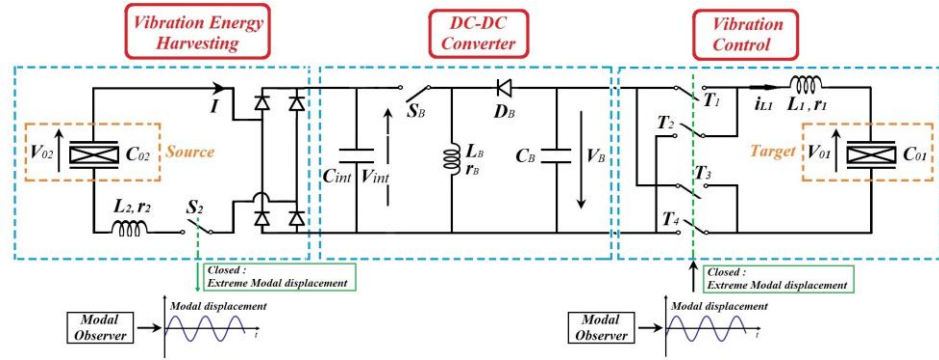 Vibration Energy
Harvesting
DC-DC
Converter
Vibration
Control
I
V02
C02
Source
L2, r2
S2
Cint
Vint
SB
LB
rB
DB
CB
VB
T1
T2
T3
T4
iL1
L1, r1
V01
Target
C01
Closed :
Extreme Modal displacement
Modal displacement
t
Modal
Observer
Closed :
Extreme Modal displacement
Modal displacement
t
Modal
Observer